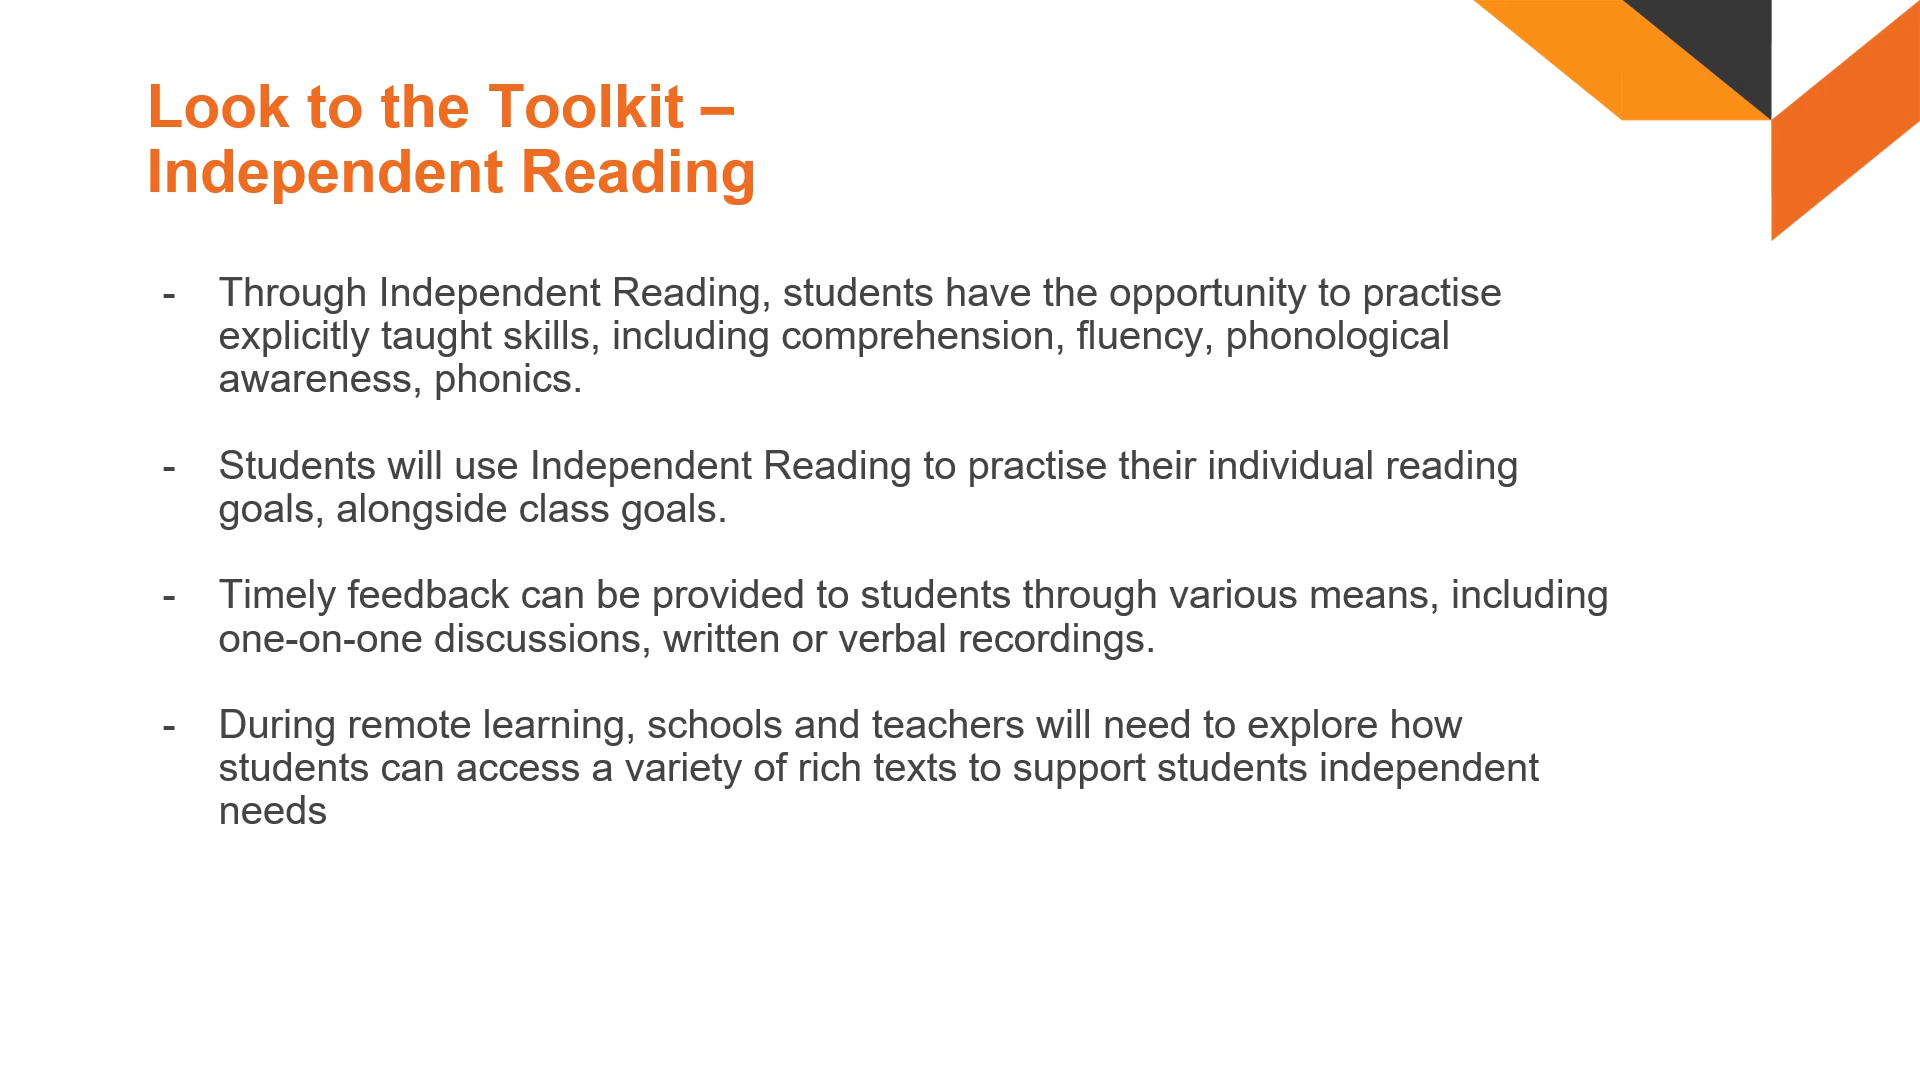 Look to the Toolkit –
Independent Reading
- Through Independent Reading, students have the opportunity to practise
explicitly taught skills, including comprehension, fluency, phonological
awareness, phonics.
- Students will use Independent Reading to practise their individual reading
goals, alongside class goals.
- Timely feedback can be provided to students through various means, including
one-on-one discussions, written or verbal recordings.
- During remote learning, schools and teachers will need to explore how
students can access a variety of rich texts to support students independent
needs